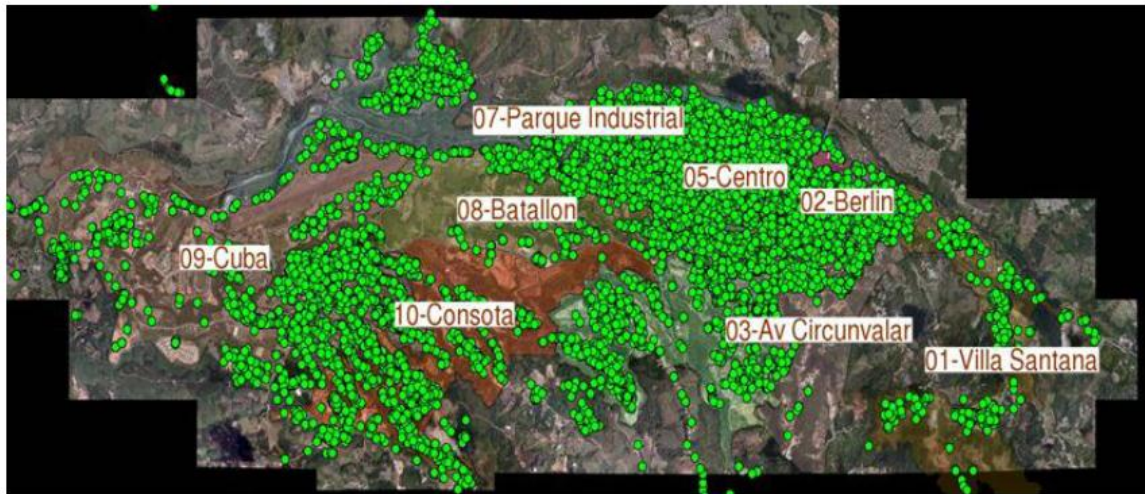 07-Parque Industrial
05-Centro
02-Berlin
08-Batallon
09-Cuba
10-Consota
03-Av Circunvalar
01-Villa Santana